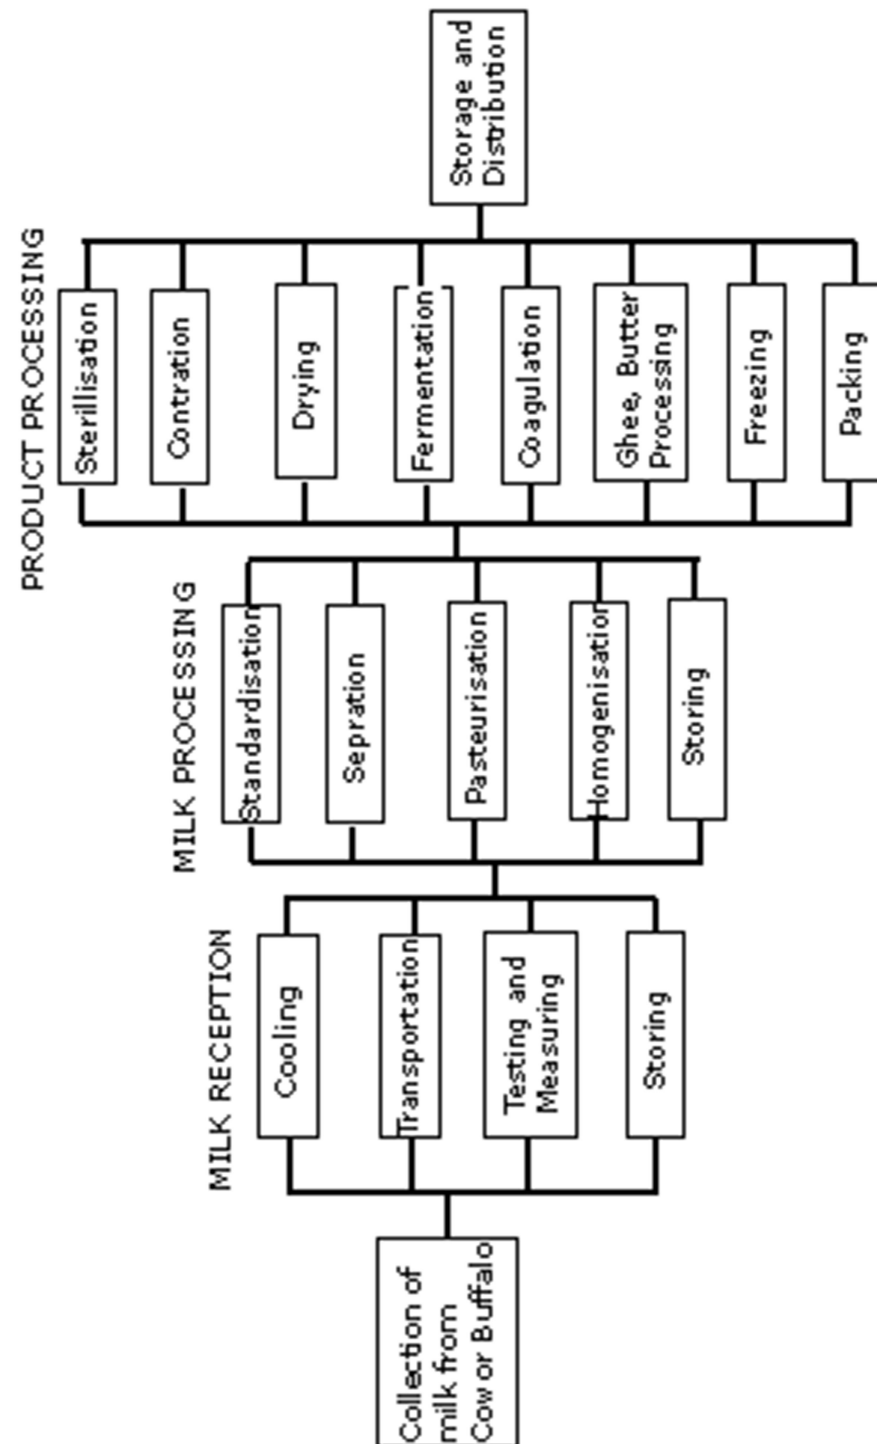 Collection of
milk from
Cow or Buffalo
MILK RECEPTION
Cooling
Transportation
Testing and
Measuring
Storing
MILK PROCESSING
Standardisation
Sepration
Pasteurisation
Homogenisation
Storing
PRODUCT PROCESSING
Sterillisation
Contration
Drying
Fermentation
Coagulation
Ghee, Butter
Processing
Freezing
Packing
Storage and
Distribution